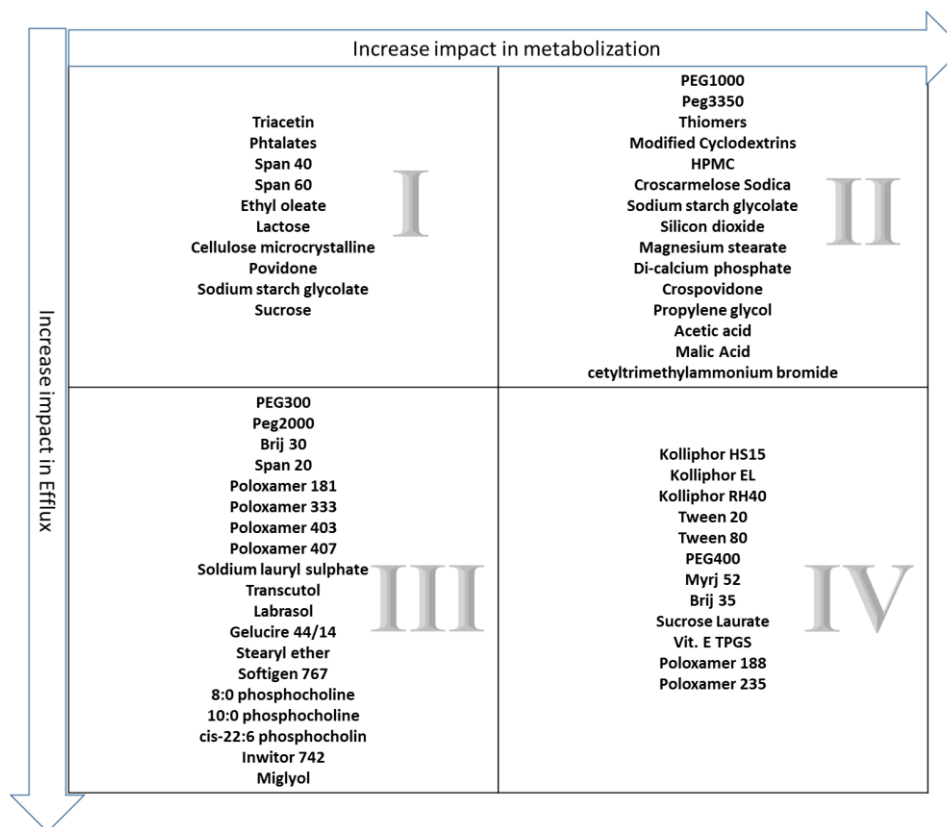 Increase impact in metabolization
Increase impact in Efflux
Triacetin
Phtalates
Span 40
Span 60
Ethyl oleate
Lactose
Cellulose microcrystalline
Povidone
Sodium starch glycolate
Sucrose
I
PEG1000
Peg3350
Thiomers
Modified Cyclodextrins
HPMC
Croscarmelose Sodica
Sodium starch glycolate
Silicon dioxide
Magnesium stearate
Di-calcium phosphate
Crospovidone
Propylene glycol
Acetic acid
Malic Acid
cetyltrimethylammonium bromide
II
PEG300
Peg2000
Brij 30
Span 20
Poloxamer 181
Poloxamer 333
Poloxamer 403
Poloxamer 407
Soldium lauryl sulphate
Transcutol
Labrasol
Gelucire 44/14
Stearyl ether
Softigen 767
8:0 phosphocholine
10:0 phosphocholine
cis-22:6 phosphocholin
Inwitor 742
Miglyol
III
Kolliphor HS15
Kolliphor EL
Kolliphor RH40
Tween 20
Tween 80
PEG400
Myrj 52
Brij 35
Sucrose Laurate
Vit. E TPGS
Poloxamer 188
Poloxamer 235
IV